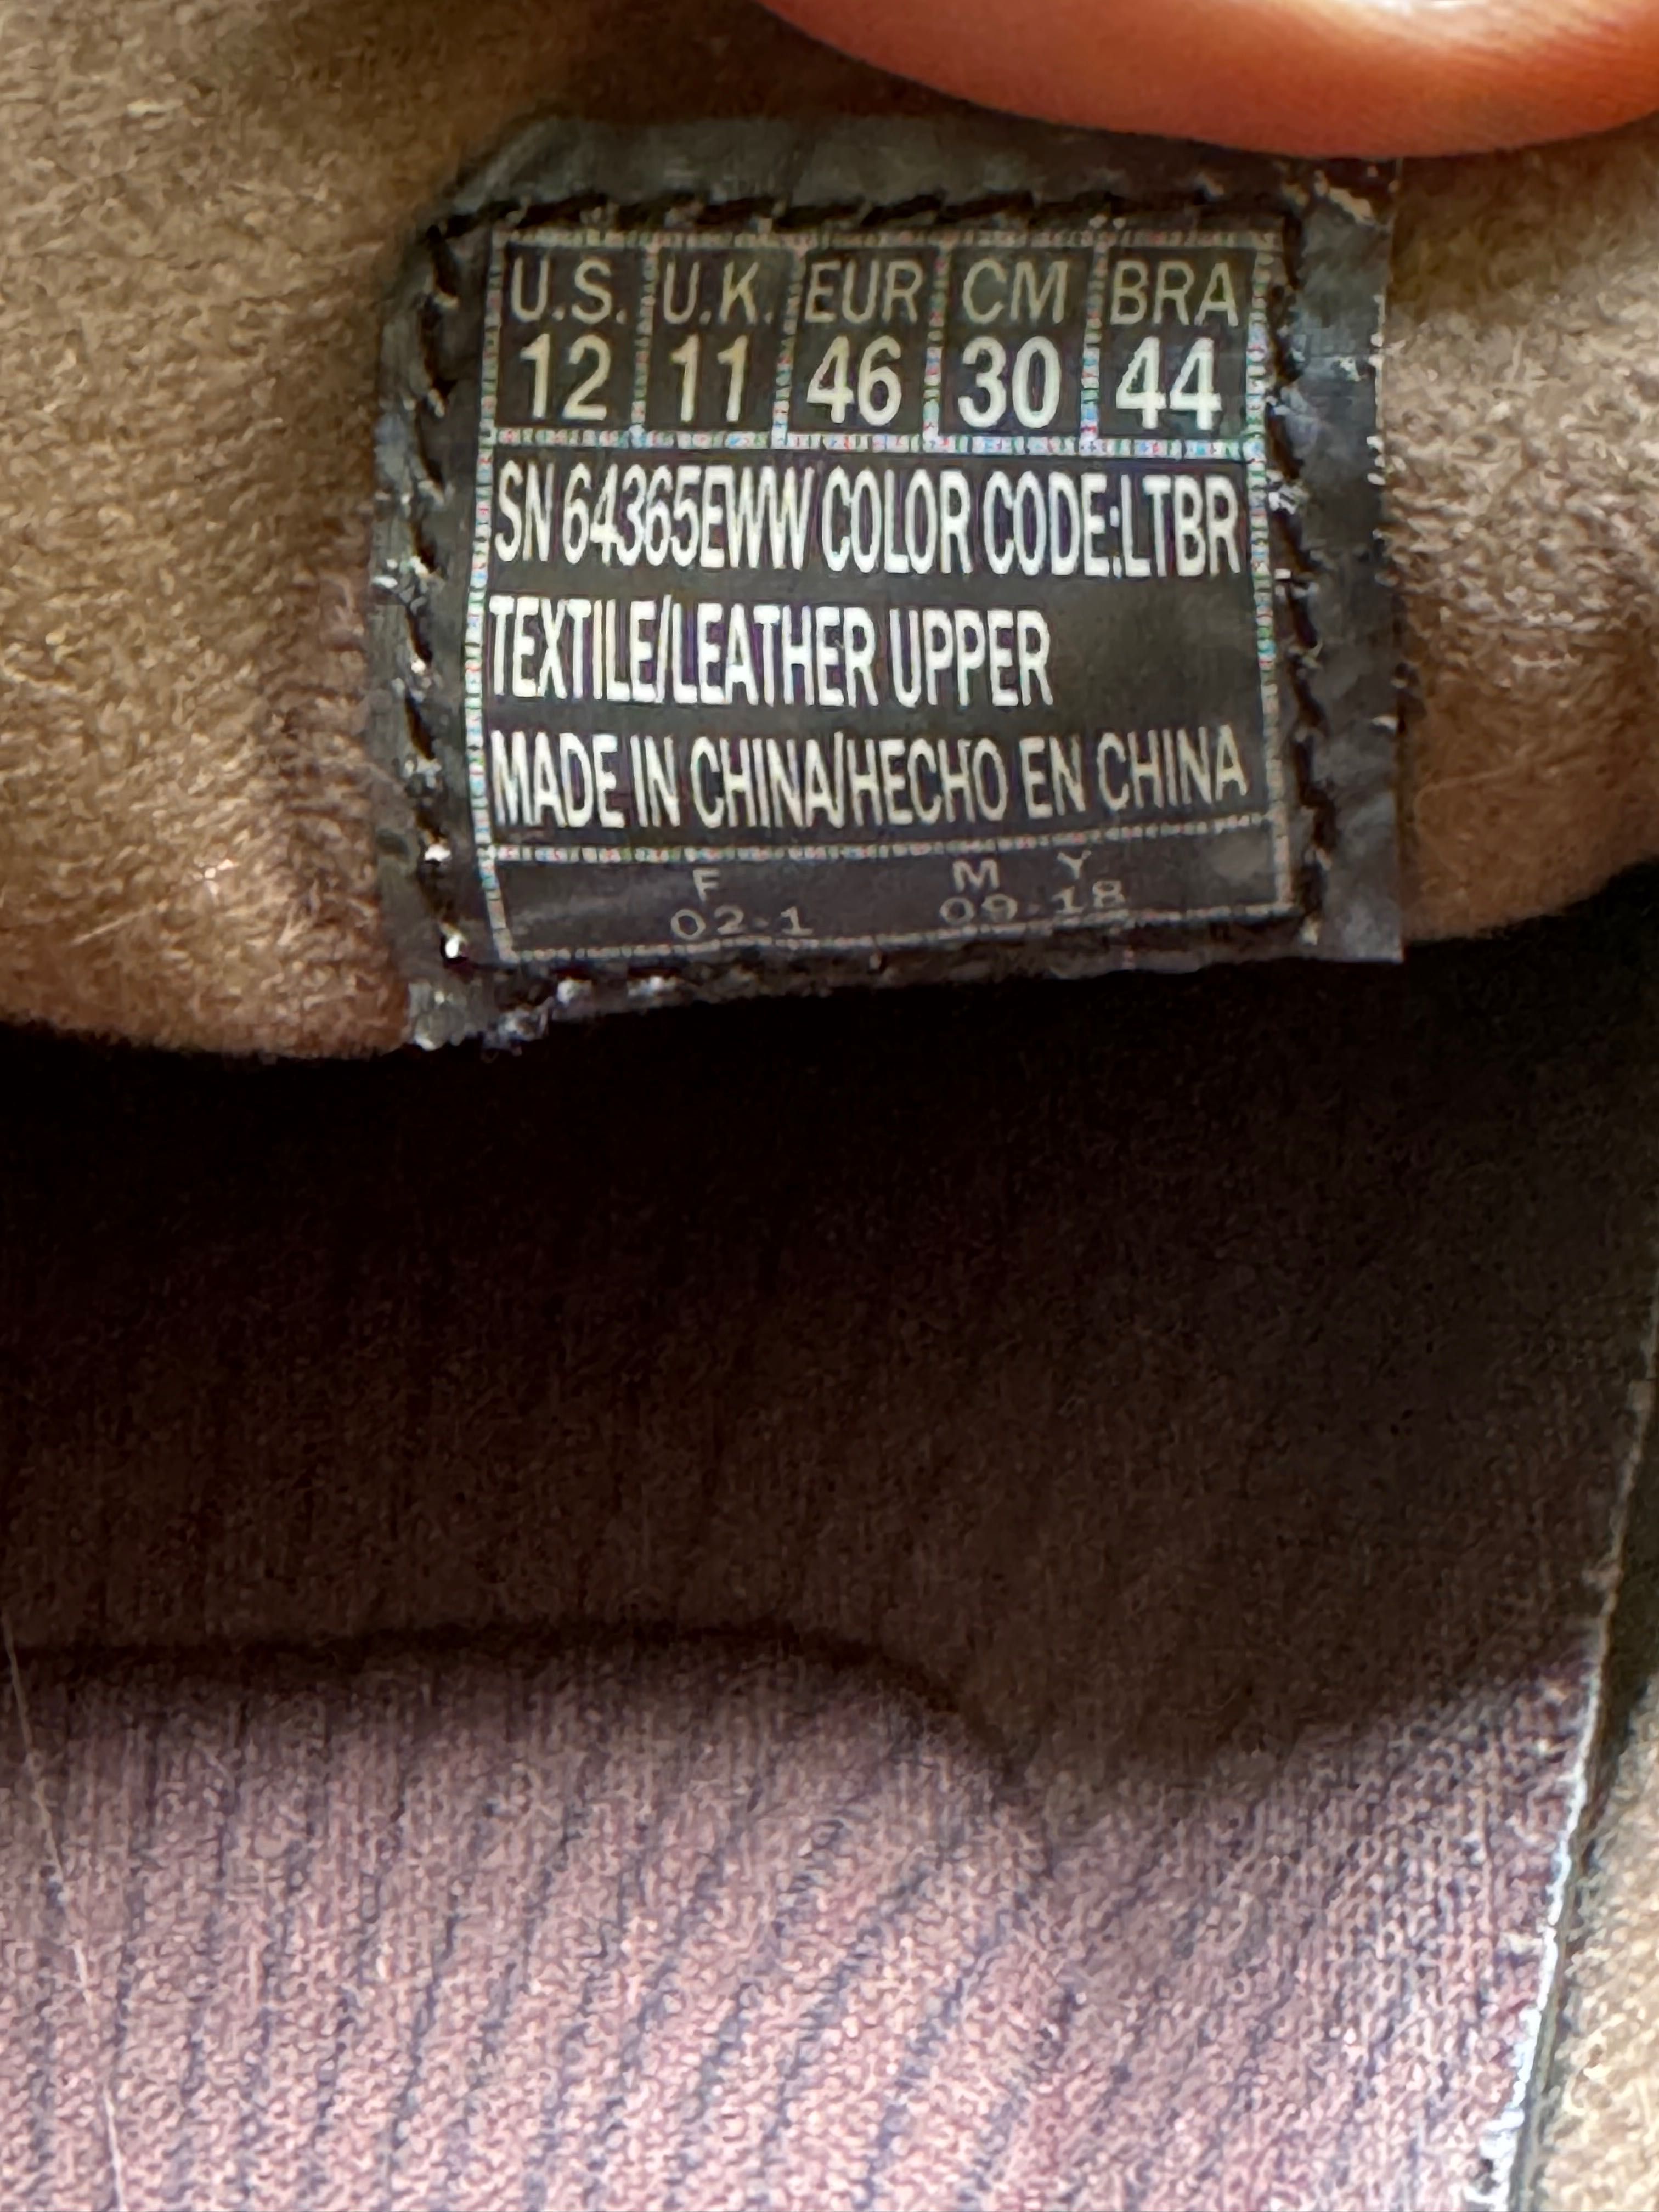 U.S. U.K. EUR CM BRA
12 11 46 30 44
SN 64365EWW COLOR CODE:LTBR
TEXTILE/LEATHER UPPER
MADE IN CHINA/HECHO EN CHINA
F M Y
02-1 09-18